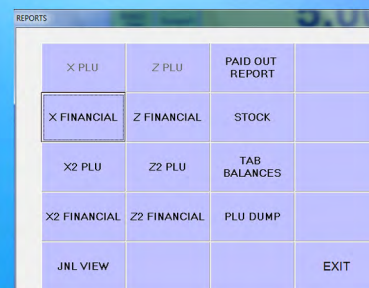 REPORTS
X PLU
Z PLU
PAID OUT
REPORT
X FINANCIAL
Z FINANCIAL
STOCK
X2 PLU
Z2 PLU
TAB
BALANCES
X2 FINANCIAL
Z2 FINANCIAL
PLU DUMP
JNL VIEW
EXIT